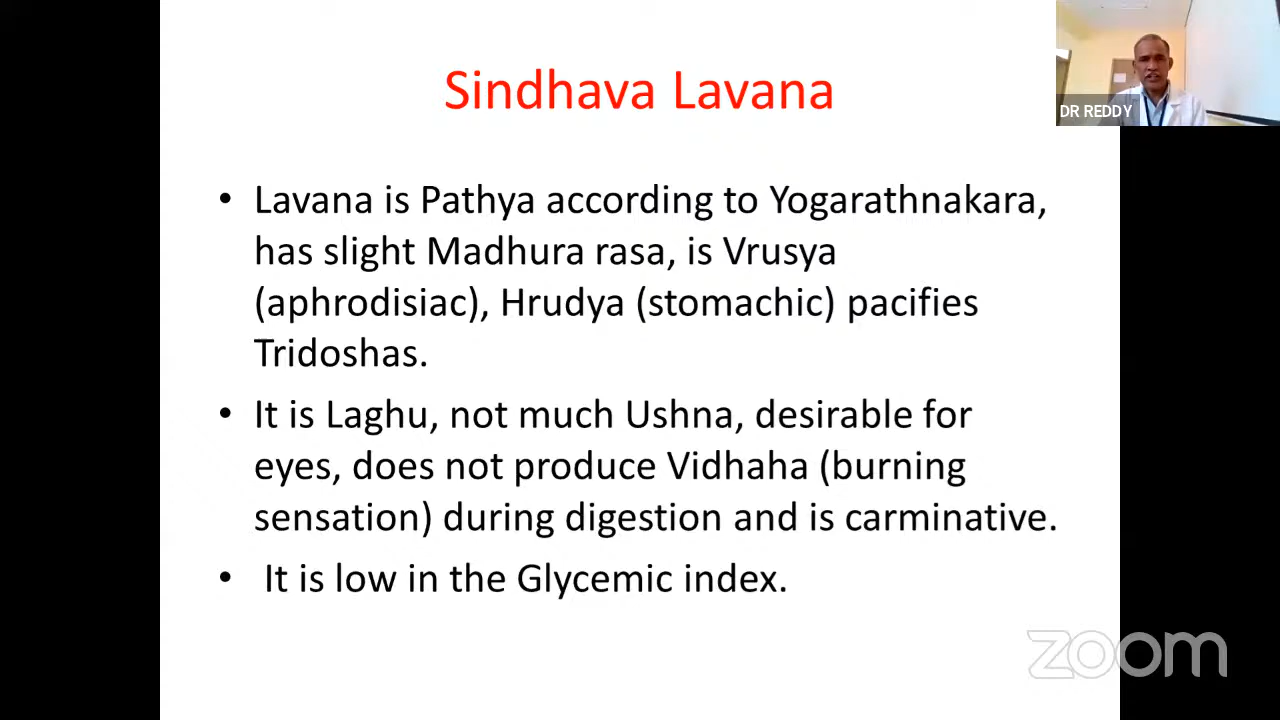 Sindhava Lavana
DR REDDY
• Lavana is Pathya according to Yogarathnakara,
has slight Madhura rasa, is Vrusya
(aphrodisiac), Hrudya (stomachic) pacifies
Tridoshas.
• It is Laghu, not much Ushna, desirable for
eyes, does not produce Vidhaha (burning
sensation) during digestion and is carminative.
• It is low in the Glycemic index.
zoom